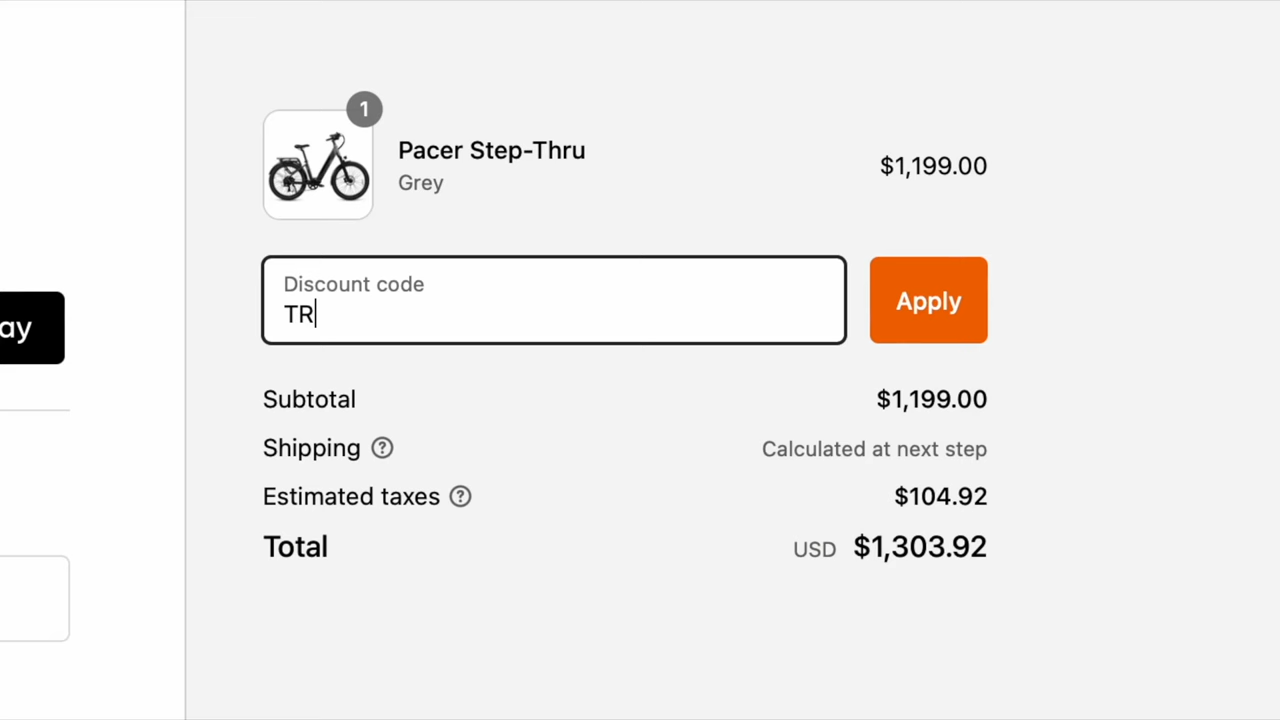 1
Pacer Step-Thru
Grey
$1,199.00
Discount code
TR
Apply
ay
Subtotal $1,199.00
Shipping ? Calculated at next step
Estimated taxes ? $104.92
Total USD $1,303.92